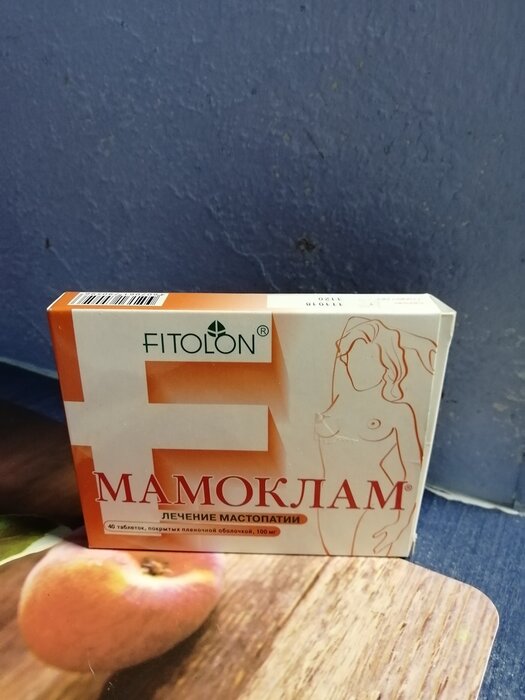 FITOLON®
МАМОКЛАМ®
ЛЕЧЕНИЕ МАСТОПАТИИ
40 таблеток, покрытых пленочной оболочкой, 100 мг